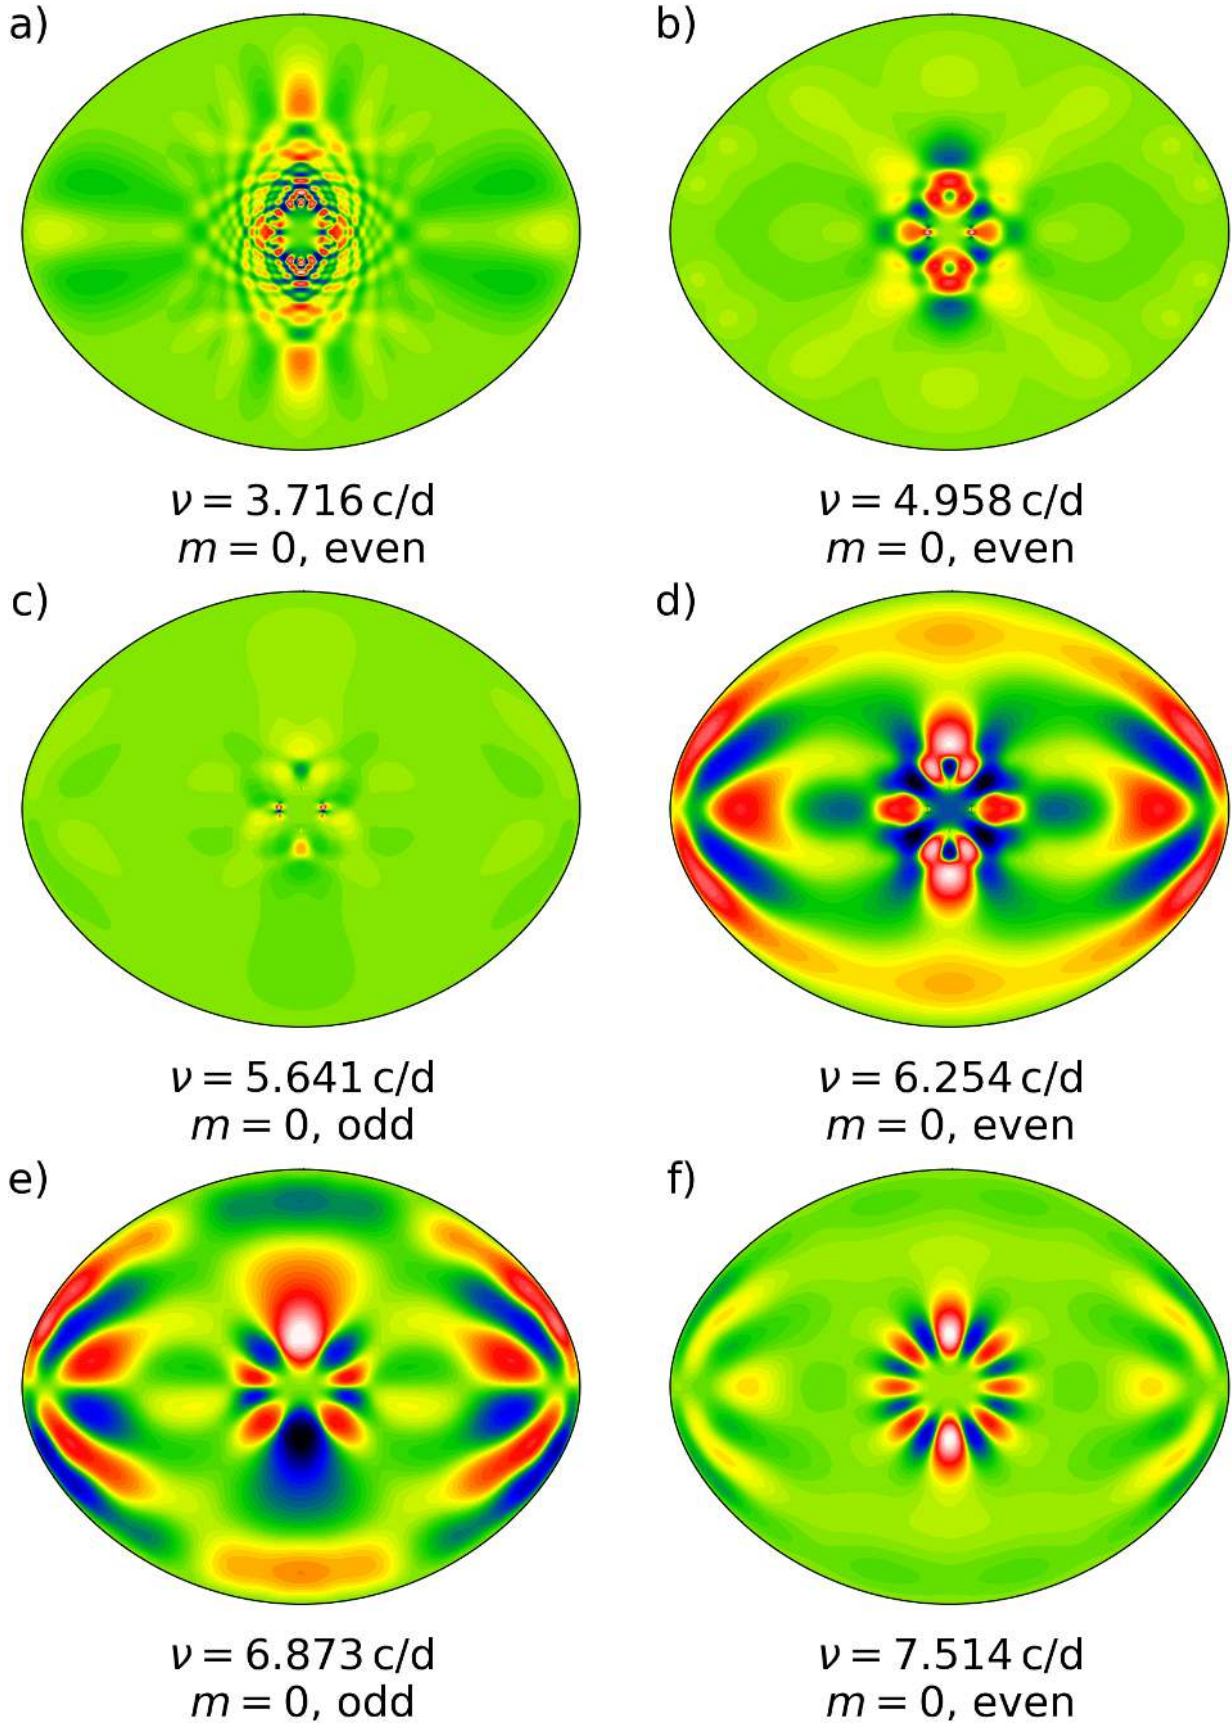 a)
b)
ν = 3.716 c/d
m = 0, even
ν = 4.958 c/d
m = 0, even
c)
d)
ν = 5.641 c/d
m = 0, odd
ν = 6.254 c/d
m = 0, even
e)
f)
ν = 6.873 c/d
m = 0, odd
ν = 7.514 c/d
m = 0, even